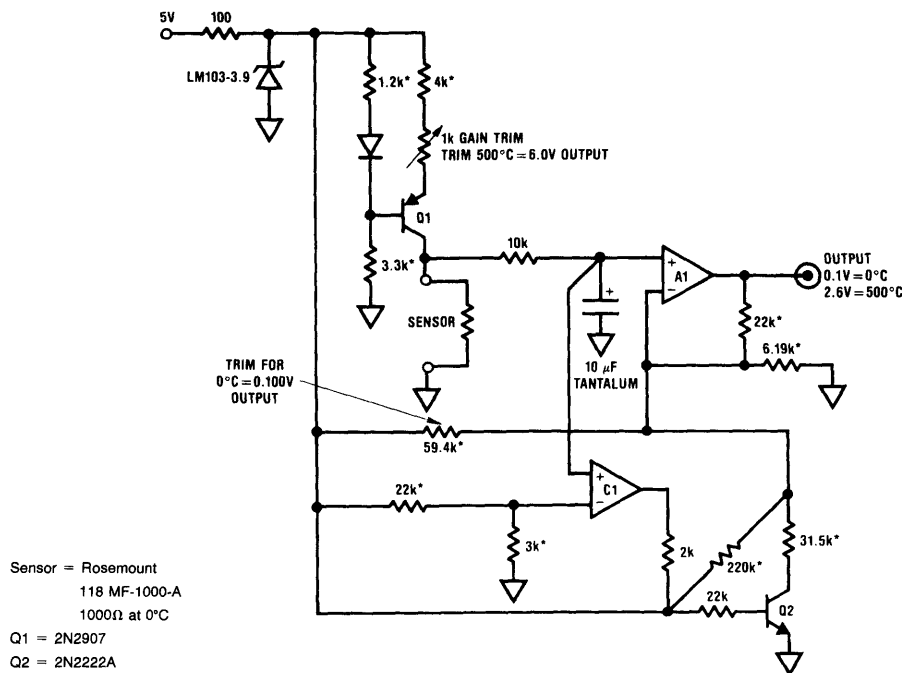 5V
100
LM103-3.9
1.2k*
4k*
1k GAIN TRIM
TRIM 500°C=6.0V OUTPUT
Q1
3.3k*
10k
+
A1
−
OUTPUT
0.1V=0°C
2.6V=500°C
SENSOR
+
10 μF
TANTALUM
22k*
6.19k*
TRIM FOR
0°C=0.100V
OUTPUT
59.4k*
22k*
+
C1
−
3k*
2k
220k*
31.5k*
22k
Q2
Sensor = Rosemount
118 MF-1000-A
1000Ω at 0°C
Q1 = 2N2907
Q2 = 2N2222A